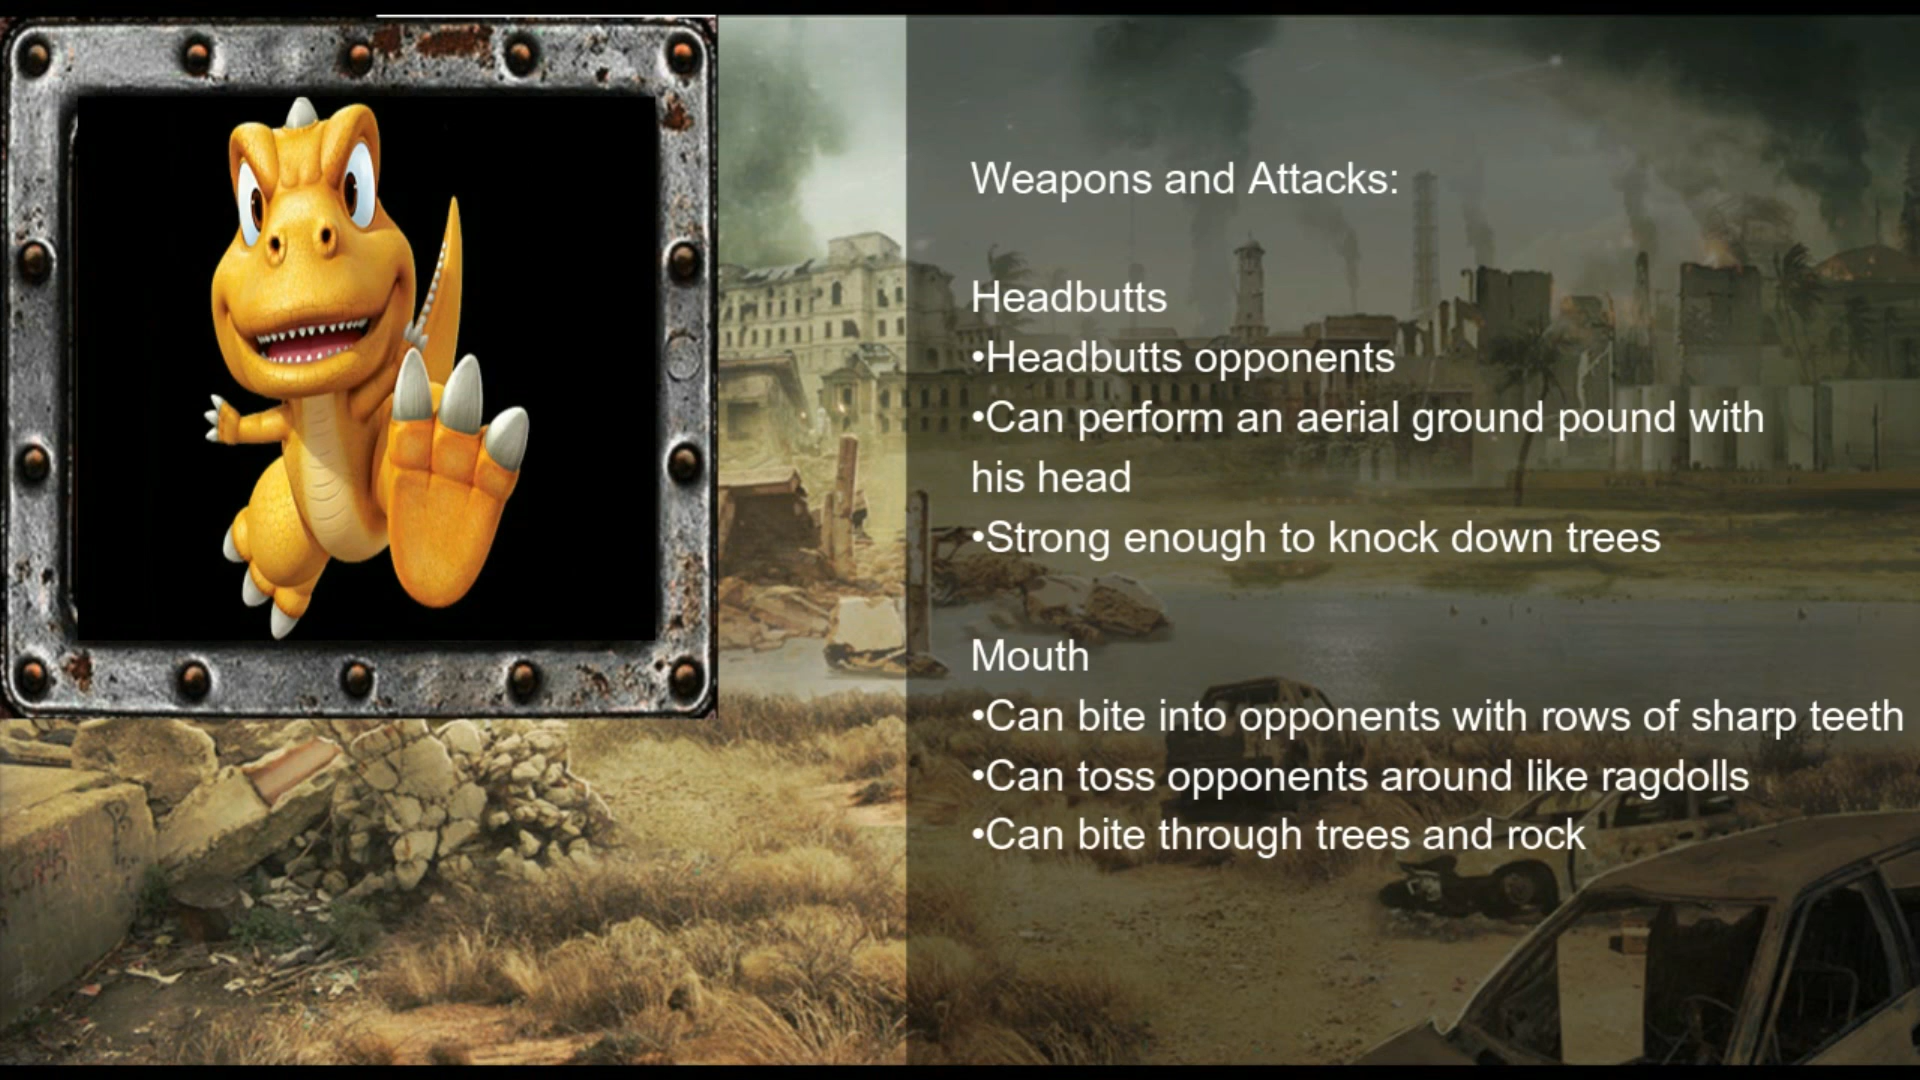 Weapons and Attacks:
Headbutts
•Headbutts opponents
•Can perform an aerial ground pound with
his head
•Strong enough to knock down trees
Mouth
•Can bite into opponents with rows of sharp teeth
•Can toss opponents around like ragdolls
•Can bite through trees and rock